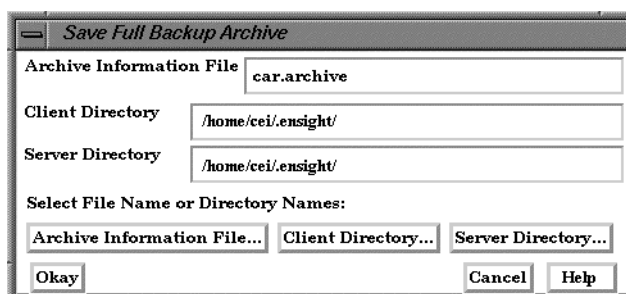 Save Full Backup Archive
Archive Information File car.archive
Client Directory /home/cei/.ensight/
Server Directory /home/cei/.ensight/
Select File Name or Directory Names:
Archive Information File... Client Directory... Server Directory...
Okay Cancel Help